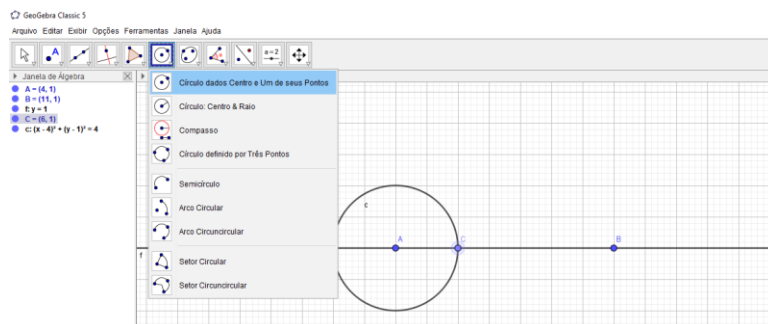 GeoGebra Classic 5
Arquivo Editar Exibir Opções Ferramentas Janela Ajuda
A
a=2
Janela de Álgebra
A = (4, 1)
B = (11, 1)
f: y = 1
C = (6, 1)
c: (x - 4)² + (y - 1)² = 4
Círculo dados Centro e Um de seus Pontos
Círculo: Centro & Raio
Compasso
Círculo definido por Três Pontos
Semicírculo
Arco Circular
Arco Circuncircular
Setor Circular
Setor Circuncircular
c
A
C
B
f